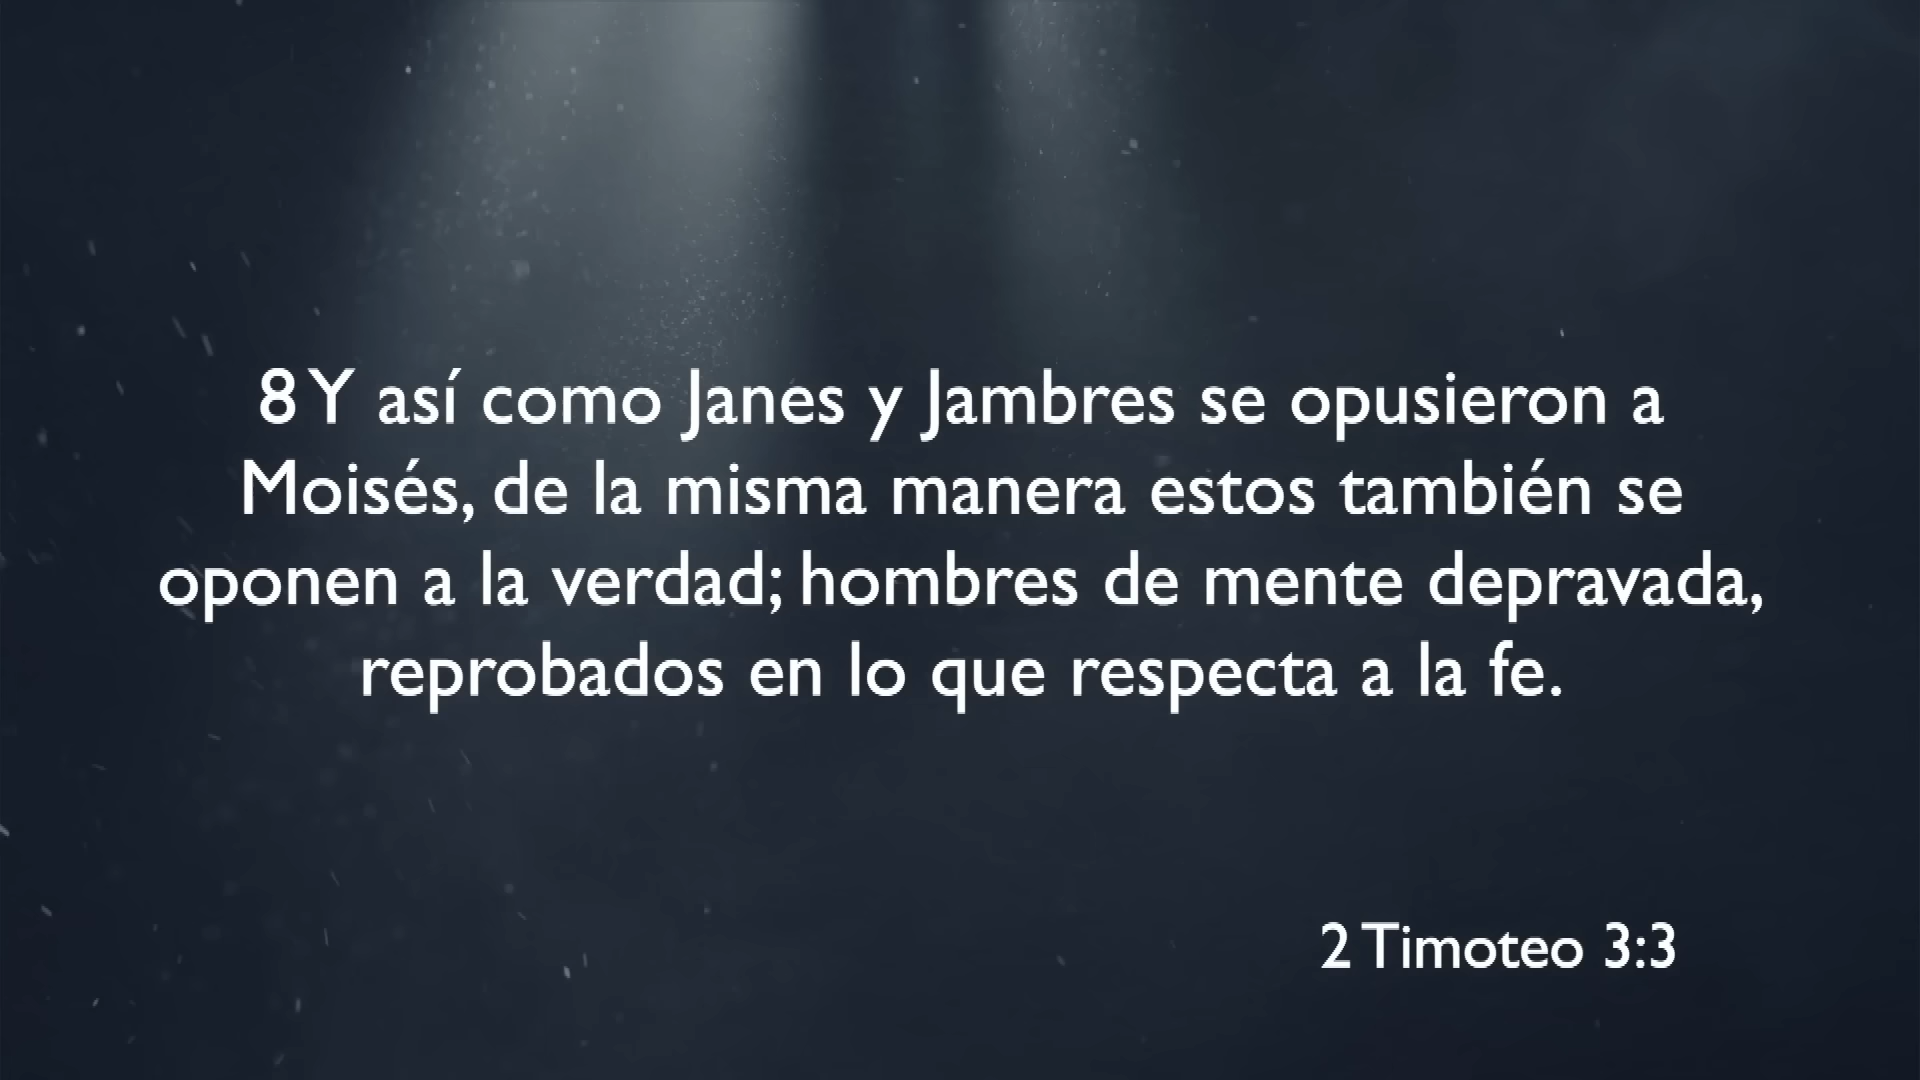 8 Y así como Janes y Jambres se opusieron a
Moisés, de la misma manera estos también se
oponen a la verdad; hombres de mente depravada,
reprobados en lo que respecta a la fe.
2 Timoteo 3:3